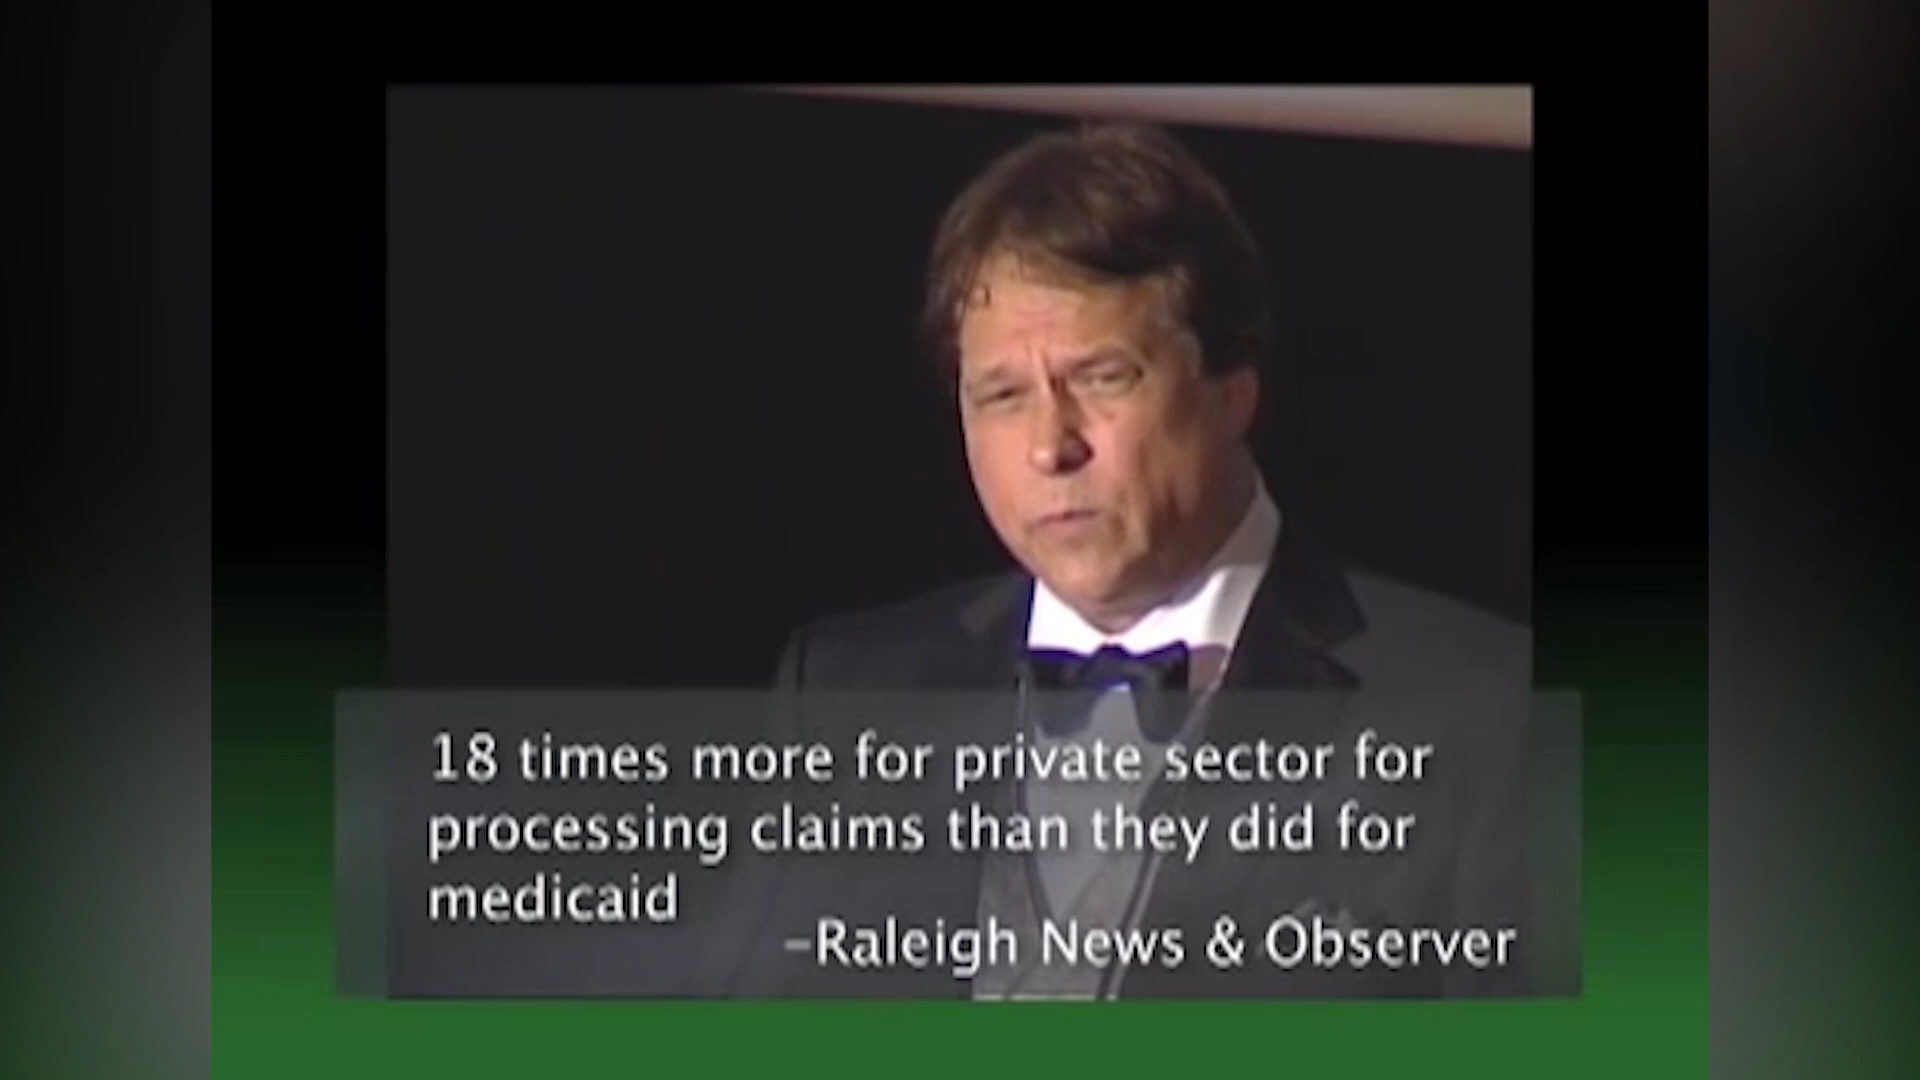 18 times more for private sector for
processing claims than they did for
medicaid
–Raleigh News & Observer